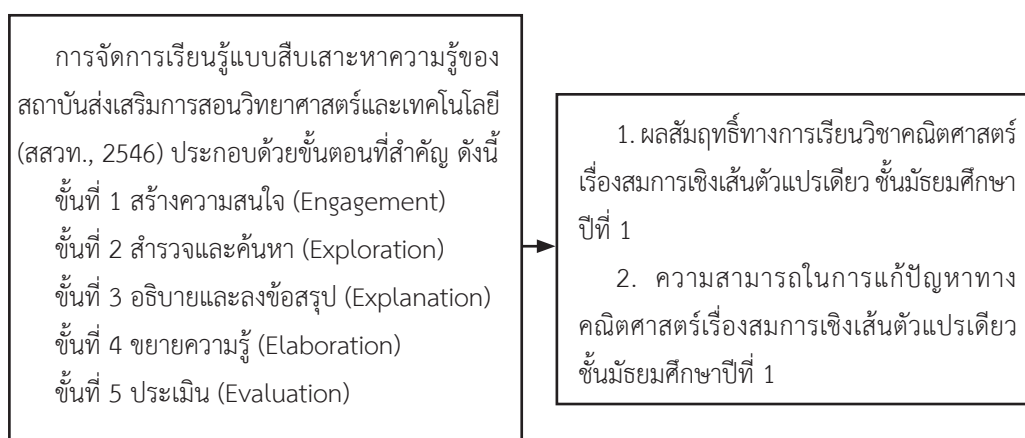 การจัดการเรียนรู้แบบสืบเสาะหาความรู้ของ
สถาบันส่งเสริมการสอนวิทยาศาสตร์และเทคโนโลยี
(สสวท., 2546) ประกอบด้วยขั้นตอนที่สำคัญ ดังนี้
ขั้นที่ 1 สร้างความสนใจ (Engagement)
ขั้นที่ 2 สำรวจและค้นหา (Exploration)
ขั้นที่ 3 อธิบายและลงข้อสรุป (Explanation)
ขั้นที่ 4 ขยายความรู้ (Elaboration)
ขั้นที่ 5 ประเมิน (Evaluation)
1. ผลสัมฤทธิ์ทางการเรียนวิชาคณิตศาสตร์
เรื่องสมการเชิงเส้นตัวแปรเดียว ชั้นมัธยมศึกษา
ปีที่ 1
2. ความสามารถในการแก้ปัญหาทาง
คณิตศาสตร์เรื่องสมการเชิงเส้นตัวแปรเดียว
ชั้นมัธยมศึกษาปีที่ 1